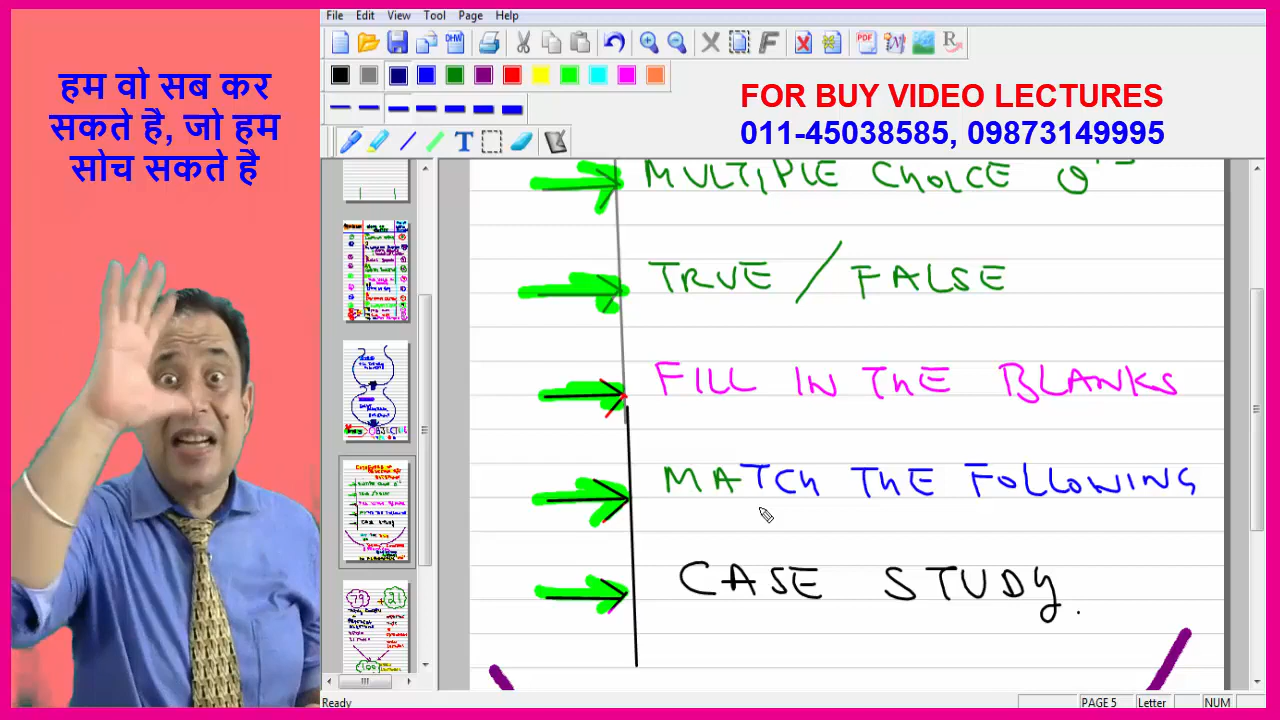 हम वो सब कर
सकते है, जो हम
सोच सकते है
File Edit View Tool Page Help
FOR BUY VIDEO LECTURES
011-45038585, 09873149995
MULTIPLE CHOICE Q's
TRUE / FALSE
FILL IN THE BLANKS
MATCH THE FOLLOWING
CASE STUDY.
Ready
PAGE 5 Letter NUM